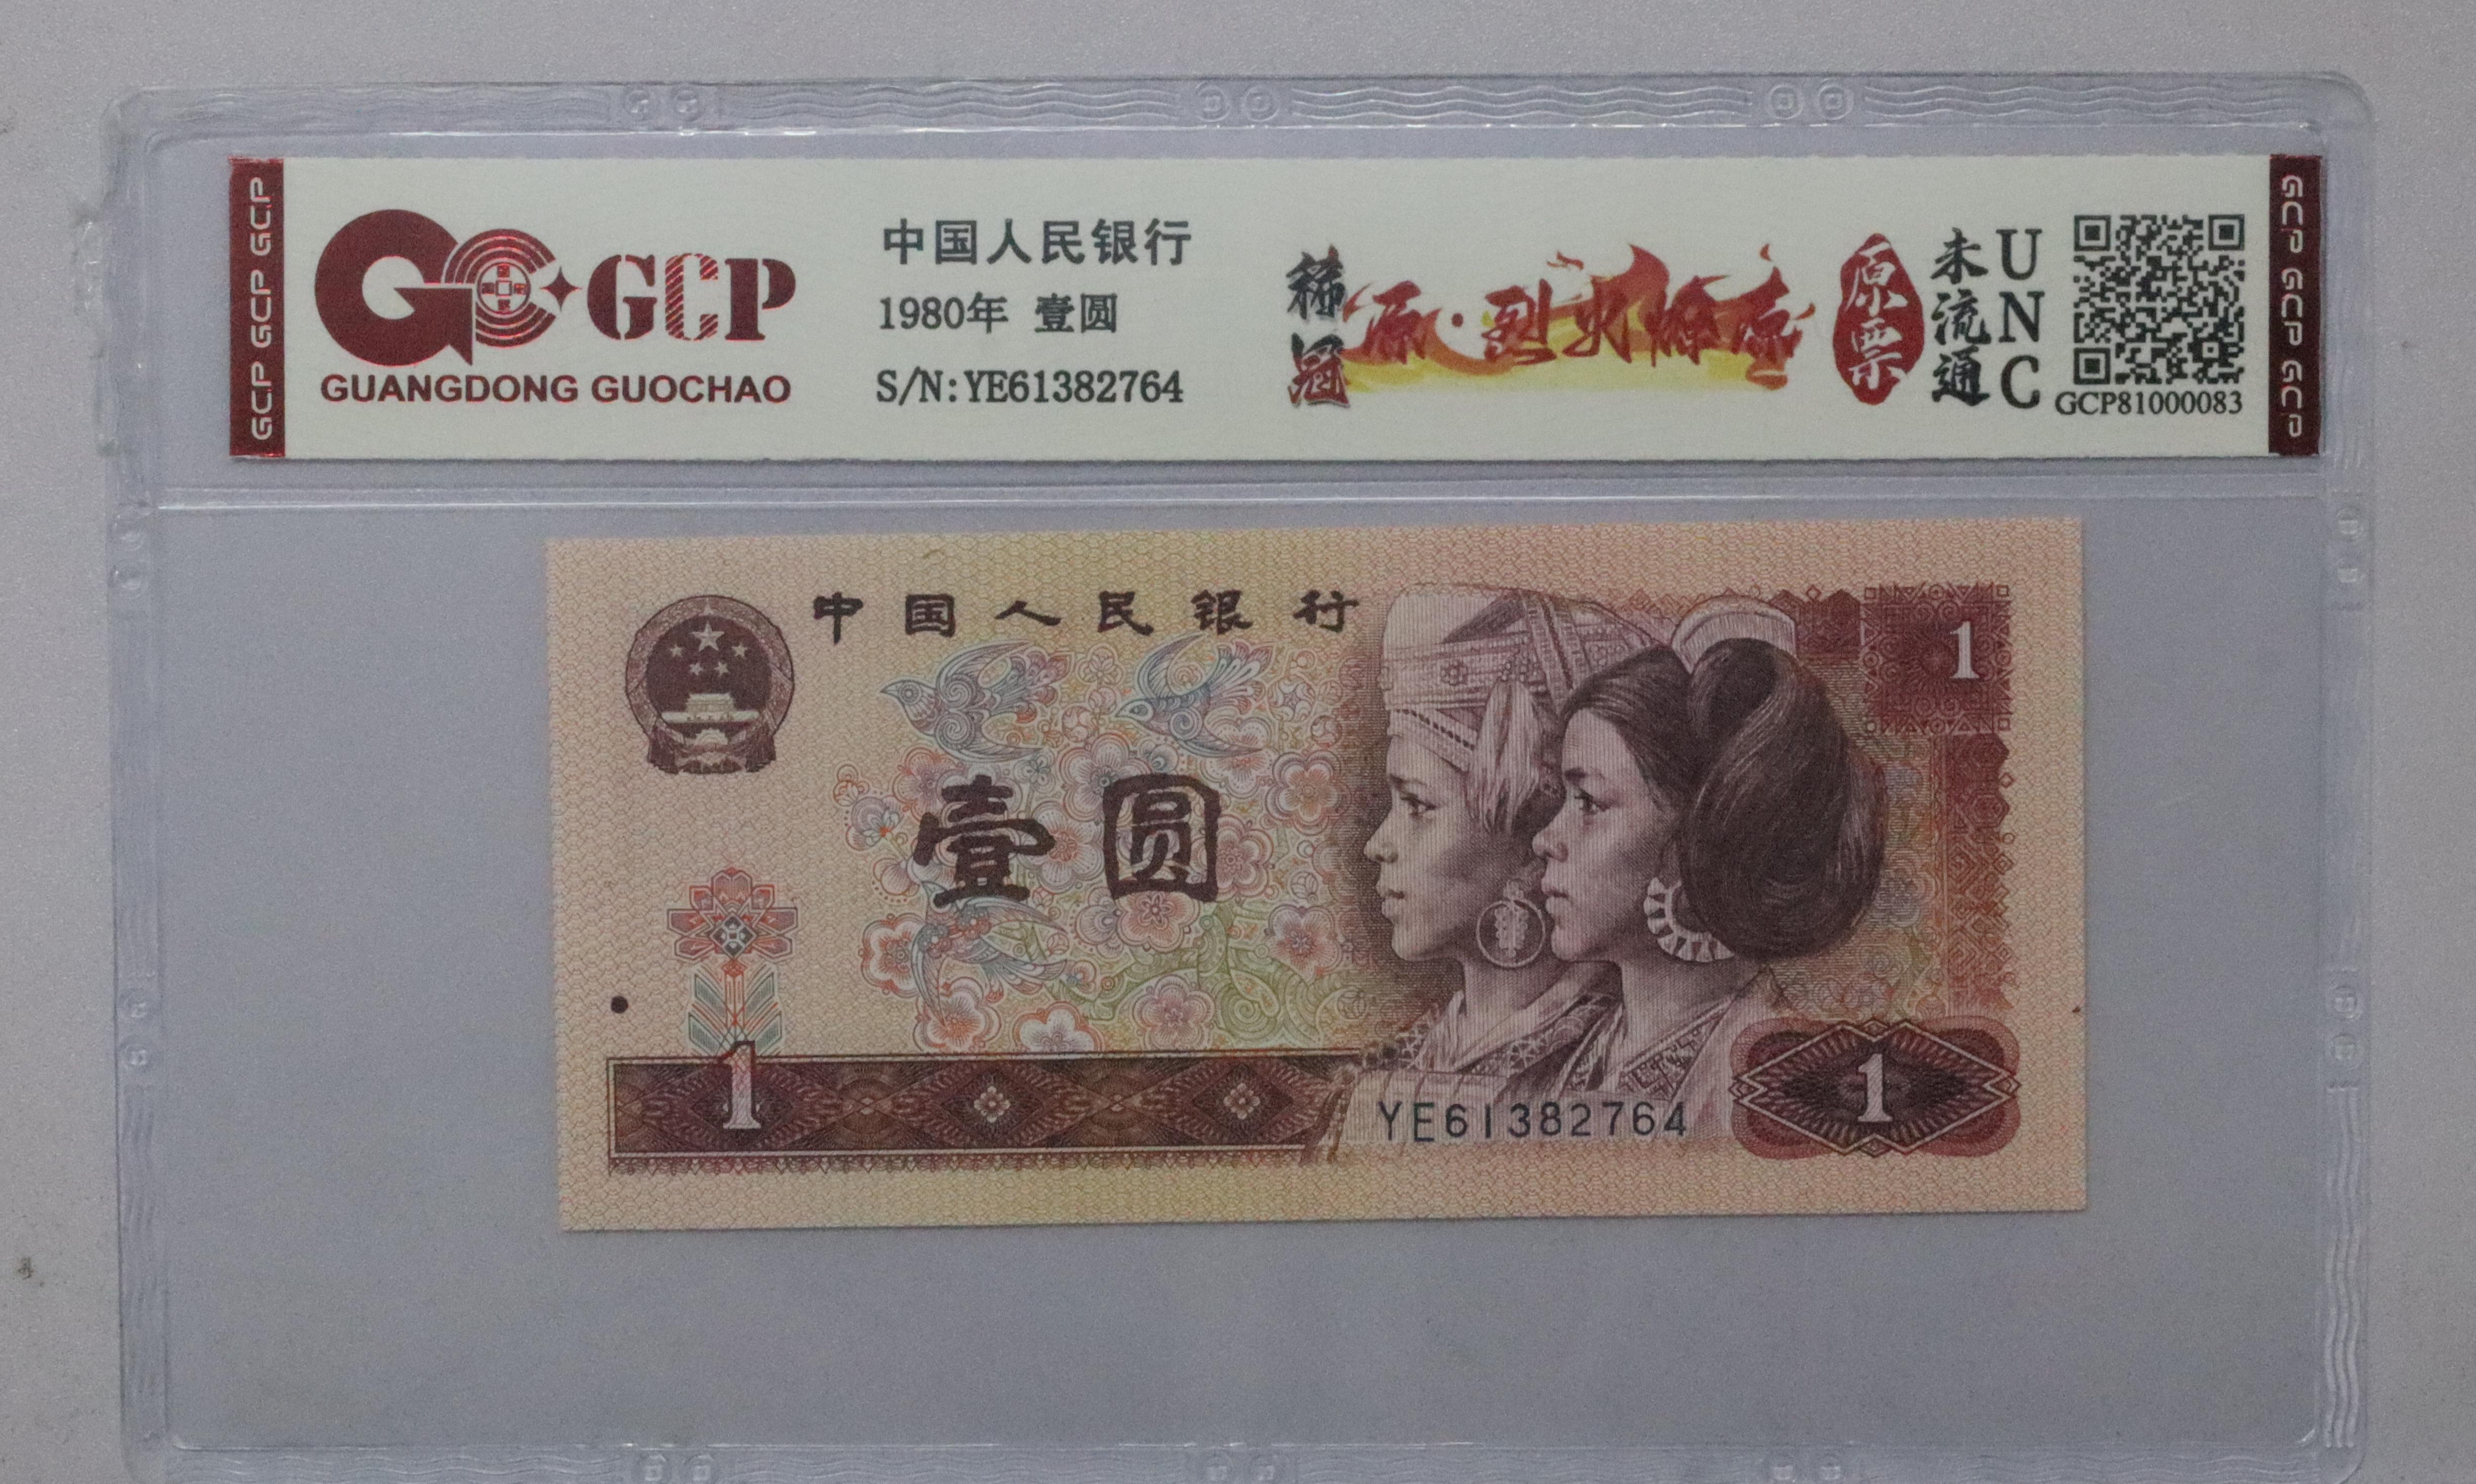 GCP GCP GCP
GCP
GUANGDONG GUOCHAO
中国人民银行
1980年 壹圆
S/N:YE61382764
稀冠
原·烈火燎原
原票
未流通
UNC
GCP81000083
GCP GCP GCP
中国人民银行
壹圆
1
1
YE61382764
1